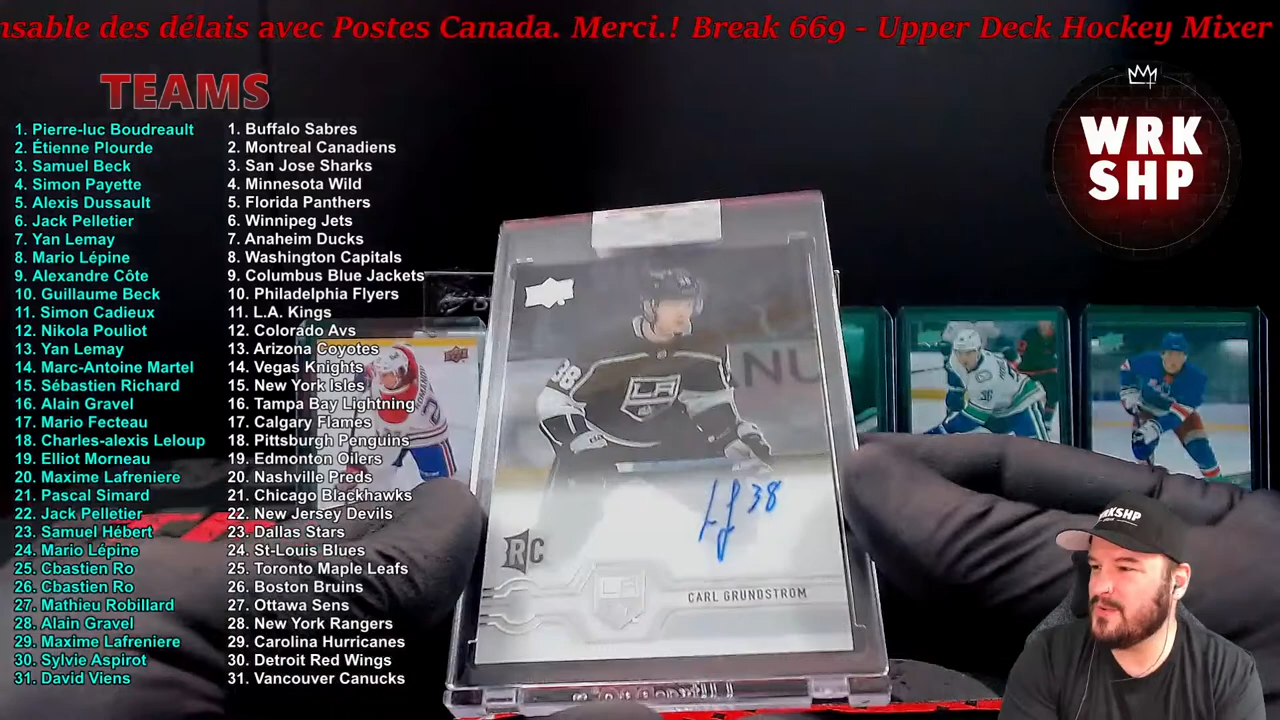 nsable des délais avec Postes Canada. Merci.! Break 669 - Upper Deck Hockey Mixer
TEAMS
1. Pierre-luc Boudreault
2. Étienne Plourde
3. Samuel Beck
4. Simon Payette
5. Alexis Dussault
6. Jack Pelletier
7. Yan Lemay
8. Mario Lépine
9. Alexandre Côte
10. Guillaume Beck
11. Simon Cadieux
12. Nikola Pouliot
13. Yan Lemay
14. Marc-Antoine Martel
15. Sébastien Richard
16. Alain Gravel
17. Mario Fecteau
18. Charles-alexis Leloup
19. Elliot Morneau
20. Maxime Lafreniere
21. Pascal Simard
22. Jack Pelletier
23. Samuel Hébert
24. Mario Lépine
25. Cbastien Ro
26. Cbastien Ro
27. Mathieu Robillard
28. Alain Gravel
29. Maxime Lafreniere
30. Sylvie Aspirot
31. David Viens
1. Buffalo Sabres
2. Montreal Canadiens
3. San Jose Sharks
4. Minnesota Wild
5. Florida Panthers
6. Winnipeg Jets
7. Anaheim Ducks
8. Washington Capitals
9. Columbus Blue Jackets
10. Philadelphia Flyers
11. L.A. Kings
12. Colorado Avs
13. Arizona Coyotes
14. Vegas Knights
15. New York Isles
16. Tampa Bay Lightning
17. Calgary Flames
18. Pittsburgh Penguins
19. Edmonton Oilers
20. Nashville Preds
21. Chicago Blackhawks
22. New Jersey Devils
23. Dallas Stars
24. St-Louis Blues
25. Toronto Maple Leafs
26. Boston Bruins
27. Ottawa Sens
28. New York Rangers
29. Carolina Hurricanes
30. Detroit Red Wings
31. Vancouver Canucks
WRK
SHP
38
LA
38
RC
CARL GRUNDSTROM
WRKSHP